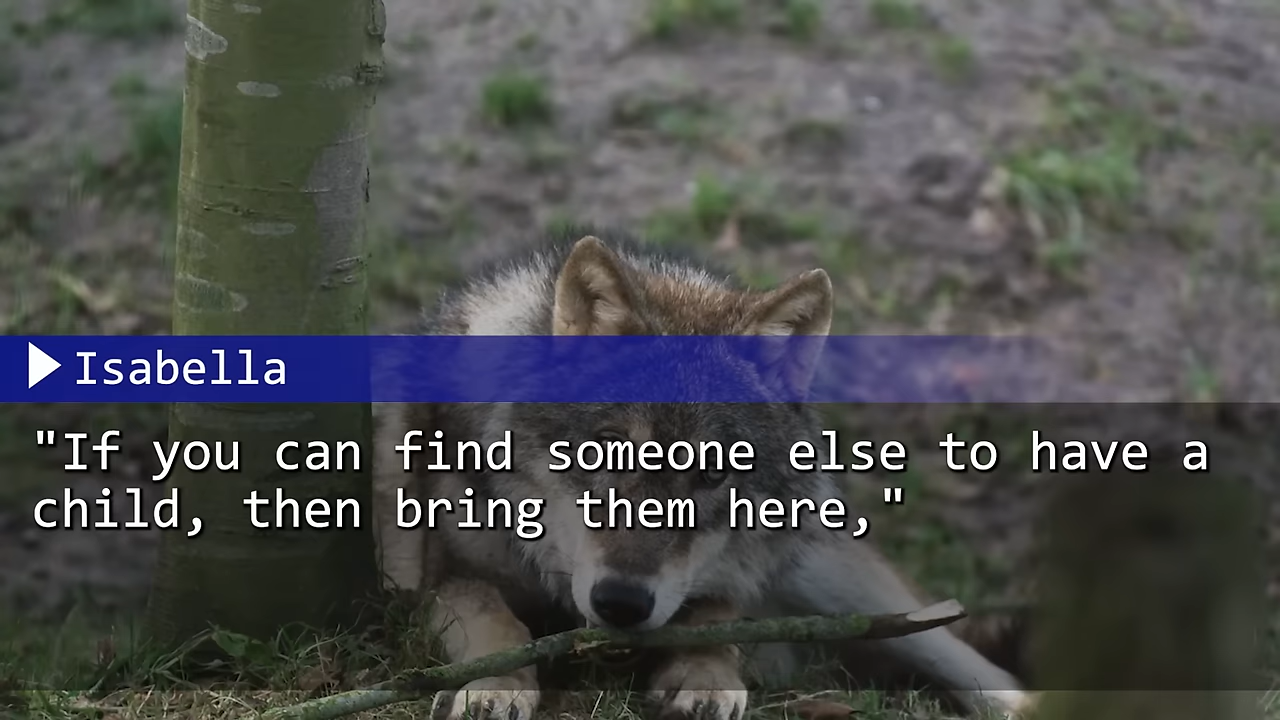 Isabella
"If you can find someone else to have a
child, then bring them here,"